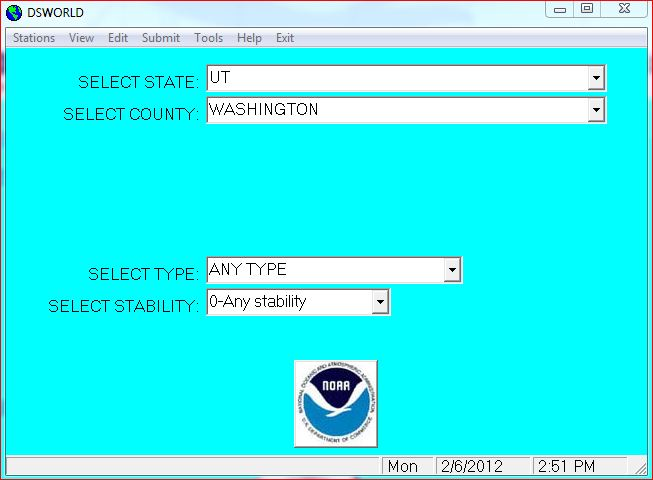 DSWORLD
Stations View Edit Submit Tools Help Exit
SELECT STATE: UT
SELECT COUNTY: WASHINGTON
SELECT TYPE: ANY TYPE
SELECT STABILITY: 0-Any stability
NATIONAL OCEANIC AND ATMOSPHERIC ADMINISTRATION
NOAA
U.S. DEPARTMENT OF COMMERCE
Mon 2/6/2012 2:51 PM